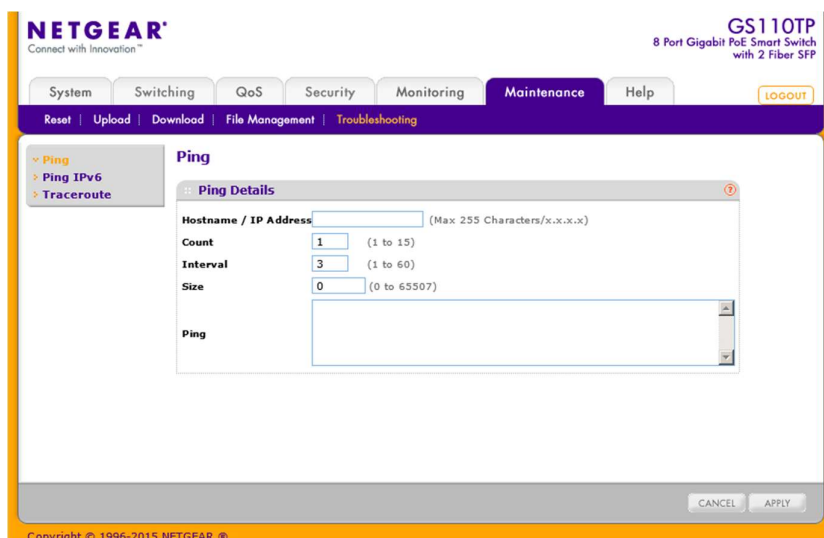 NETGEAR®
Connect with Innovation™
GS110TP
8 Port Gigabit PoE Smart Switch
with 2 Fiber SFP
System Switching QoS Security Monitoring Maintenance Help LOGOUT
Reset | Upload | Download | File Management | Troubleshooting
Ping
Ping IPv6
Traceroute
Ping
Ping Details
Hostname / IP Address (Max 255 Characters/x.x.x.x)
Count 1 (1 to 15)
Interval 3 (1 to 60)
Size 0 (0 to 65507)
Ping
CANCEL APPLY
Copyright © 1996-2015 NETGEAR ®